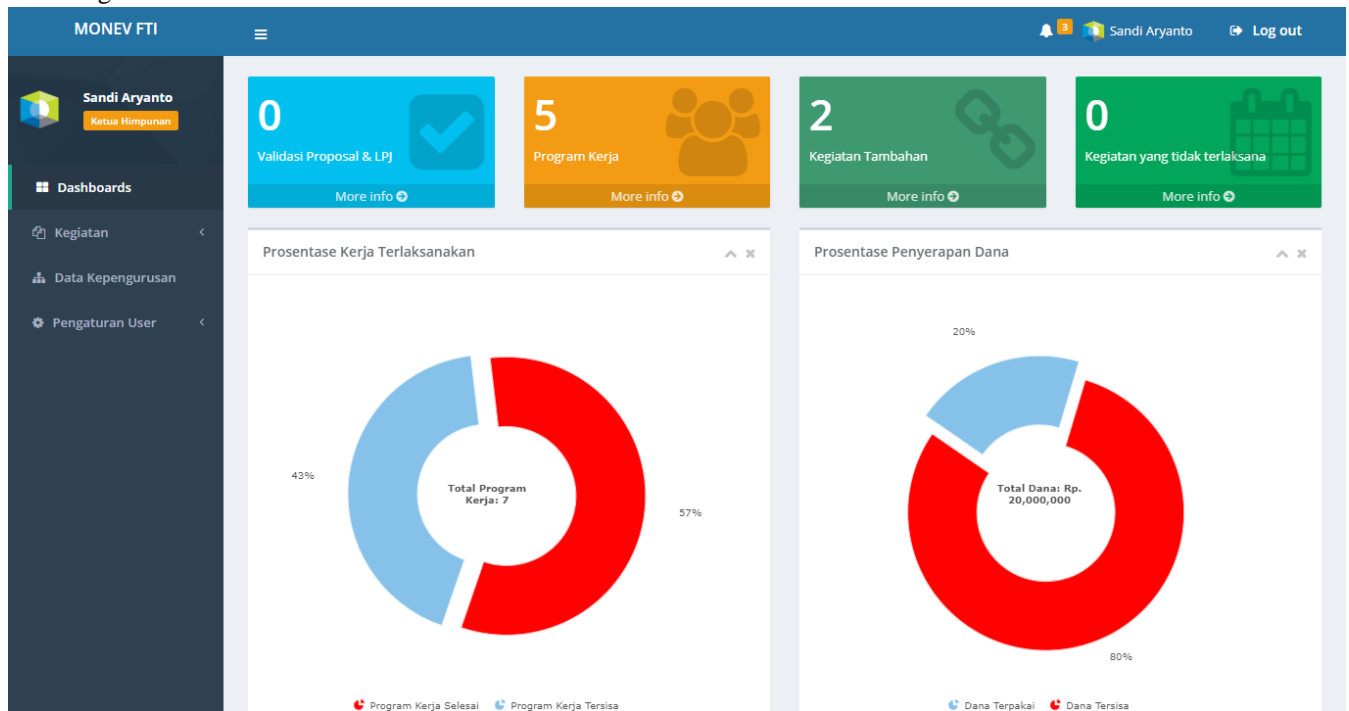 MONEV FTI
3
Sandi Aryanto
Log out
Sandi Aryanto
Ketua Himpunan
Dashboards
Kegiatan
Data Kepengurusan
Pengaturan User
0
Validasi Proposal & LPJ
More info
5
Program Kerja
More info
2
Kegiatan Tambahan
More info
0
Kegiatan yang tidak terlaksana
More info
Prosentase Kerja Terlaksanakan
43%
Total Program
Kerja: 7
57%
Program Kerja Selesai
Program Kerja Tersisa
Prosentase Penyerapan Dana
20%
Total Dana: Rp.
20,000,000
80%
Dana Terpakai
Dana Tersisa